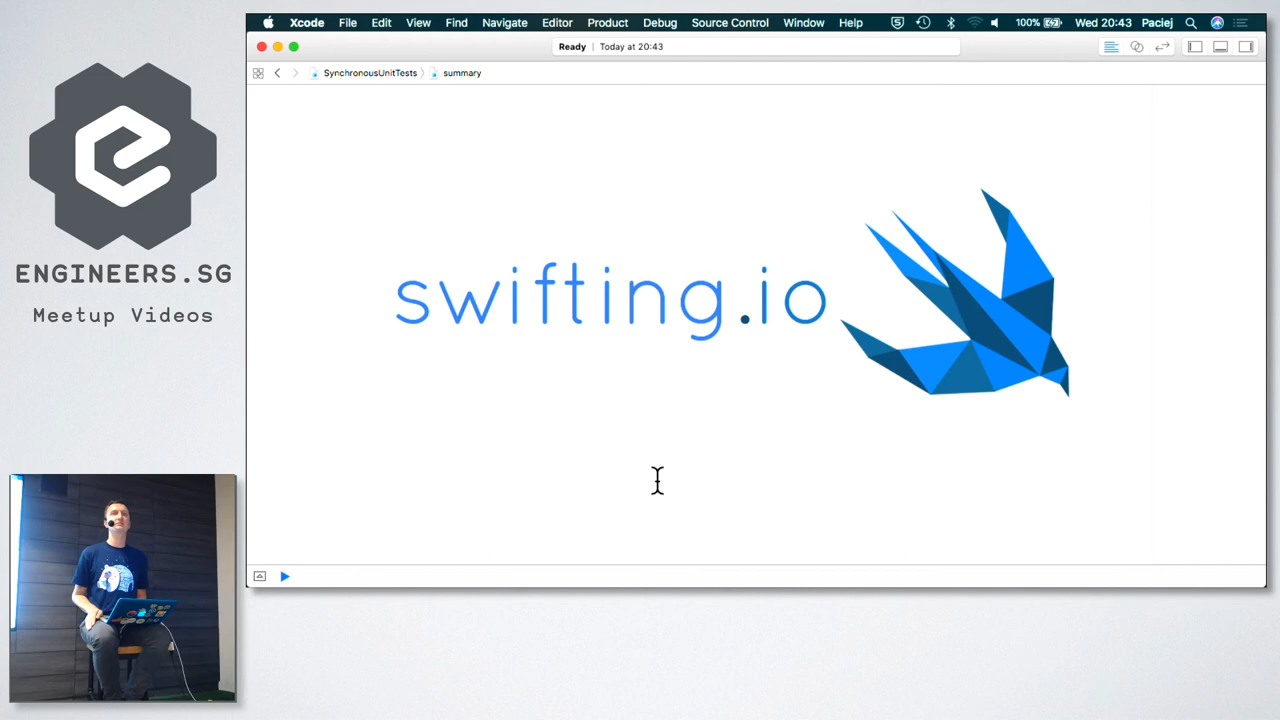 Xcode File Edit View Find Navigate Editor Product Debug Source Control Window Help 100% Wed 20:43 Paciej
Ready | Today at 20:43
SynchronousUnitTests summary
swifting.io
ENGINEERS.SG
Meetup Videos